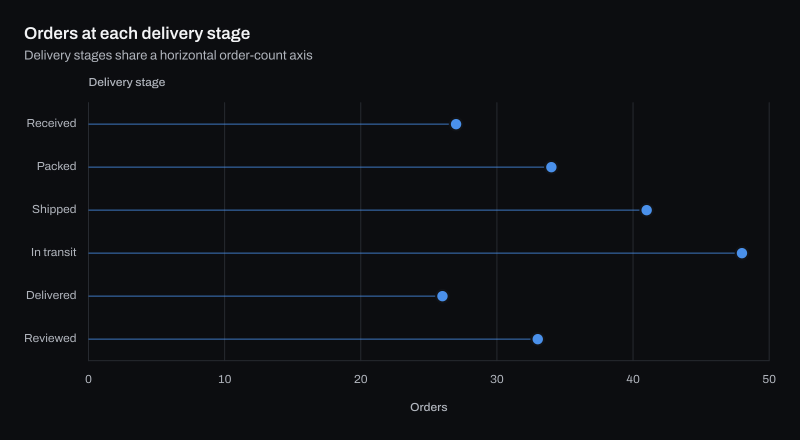 Orders at each delivery stage
Delivery stages share a horizontal order-count axis
Delivery stage
Received
Packed
Shipped
In transit
Delivered
Reviewed
0 10 20 30 40 50
Orders